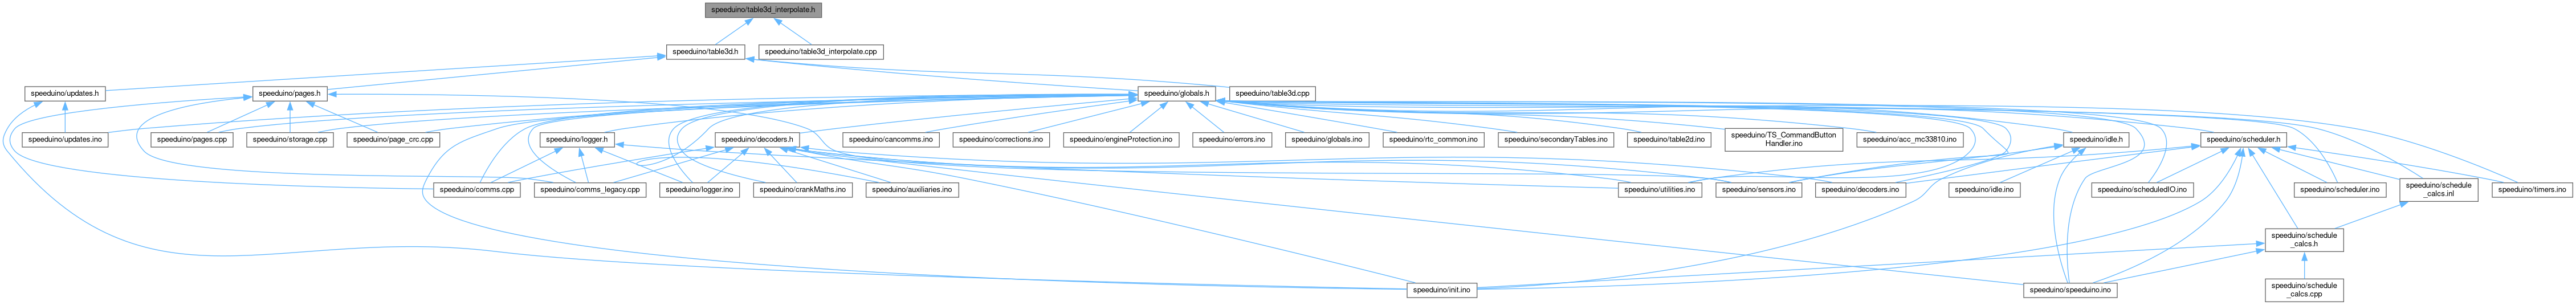 speeduino/table3d_interpolate.h
speeduino/table3d.h
speeduino/table3d_interpolate.cpp
speeduino/updates.h
speeduino/pages.h
speeduino/globals.h
speeduino/table3d.cpp
speeduino/updates.ino
speeduino/pages.cpp
speeduino/storage.cpp
speeduino/page_crc.cpp
speeduino/logger.h
speeduino/decoders.h
speeduino/cancomms.ino
speeduino/corrections.ino
speeduino/engineProtection.ino
speeduino/errors.ino
speeduino/globals.ino
speeduino/rtc_common.ino
speeduino/secondaryTables.ino
speeduino/table2d.ino
speeduino/TS_CommandButton
Handler.ino
speeduino/acc_mc33810.ino
speeduino/idle.h
speeduino/scheduler.h
speeduino/comms.cpp
speeduino/comms_legacy.cpp
speeduino/logger.ino
speeduino/crankMaths.ino
speeduino/auxiliaries.ino
speeduino/utilities.ino
speeduino/sensors.ino
speeduino/decoders.ino
speeduino/idle.ino
speeduino/scheduledIO.ino
speeduino/scheduler.ino
speeduino/schedule
_calcs.inl
speeduino/timers.ino
speeduino/schedule
_calcs.h
speeduino/init.ino
speeduino/speeduino.ino
speeduino/schedule
_calcs.cpp